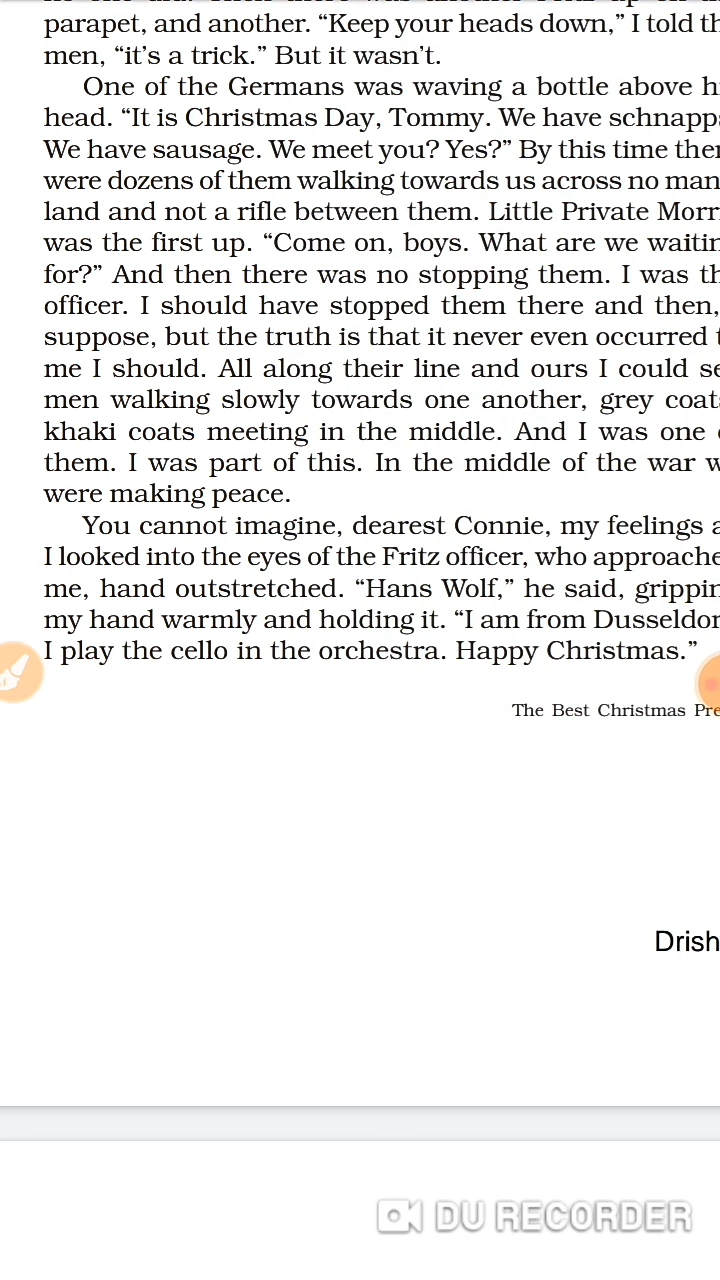 parapet, and another. “Keep your heads down,” I told th
men, “it’s a trick.” But it wasn’t.
One of the Germans was waving a bottle above hi
head. “It is Christmas Day, Tommy. We have schnapps
We have sausage. We meet you? Yes?” By this time ther
were dozens of them walking towards us across no man
land and not a rifle between them. Little Private Morr
was the first up. “Come on, boys. What are we waitin
for?” And then there was no stopping them. I was th
officer. I should have stopped them there and then,
suppose, but the truth is that it never even occurred t
me I should. All along their line and ours I could se
men walking slowly towards one another, grey coats
khaki coats meeting in the middle. And I was one o
them. I was part of this. In the middle of the war w
were making peace.
You cannot imagine, dearest Connie, my feelings a
I looked into the eyes of the Fritz officer, who approache
me, hand outstretched. “Hans Wolf,” he said, grippin
my hand warmly and holding it. “I am from Dusseldor
I play the cello in the orchestra. Happy Christmas.”
The Best Christmas Pre
Drish
DU RECORDER